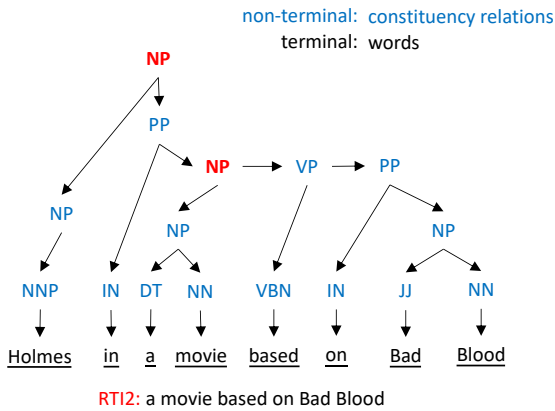 non-terminal: constituency relations
terminal: words
NP
PP
NP VP PP
NP NP NP
NNP IN DT NN VBN IN JJ NN
Holmes in a movie based on Bad Blood
RTI2: a movie based on Bad Blood